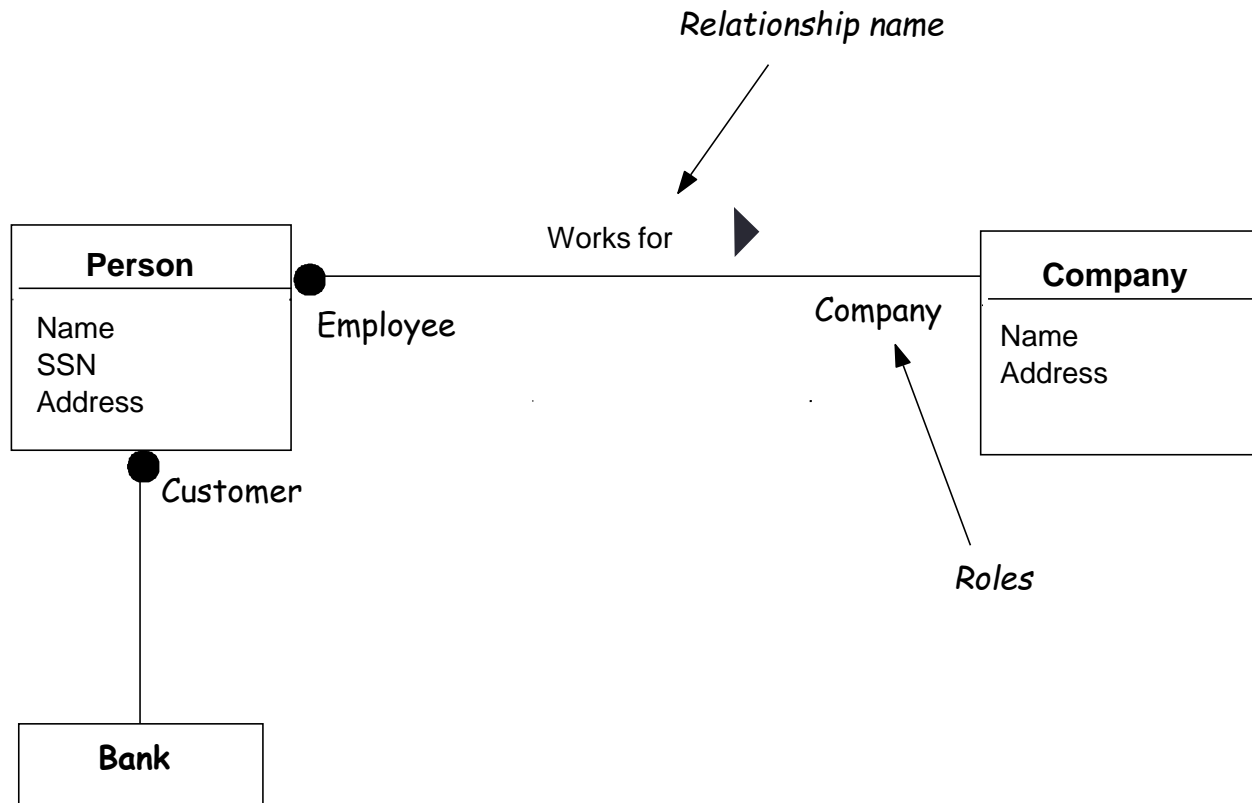 Relationship name
Works for
Person
Company
Name
SSN
Address
Employee
Company
Name
Address
Customer
Roles
Bank